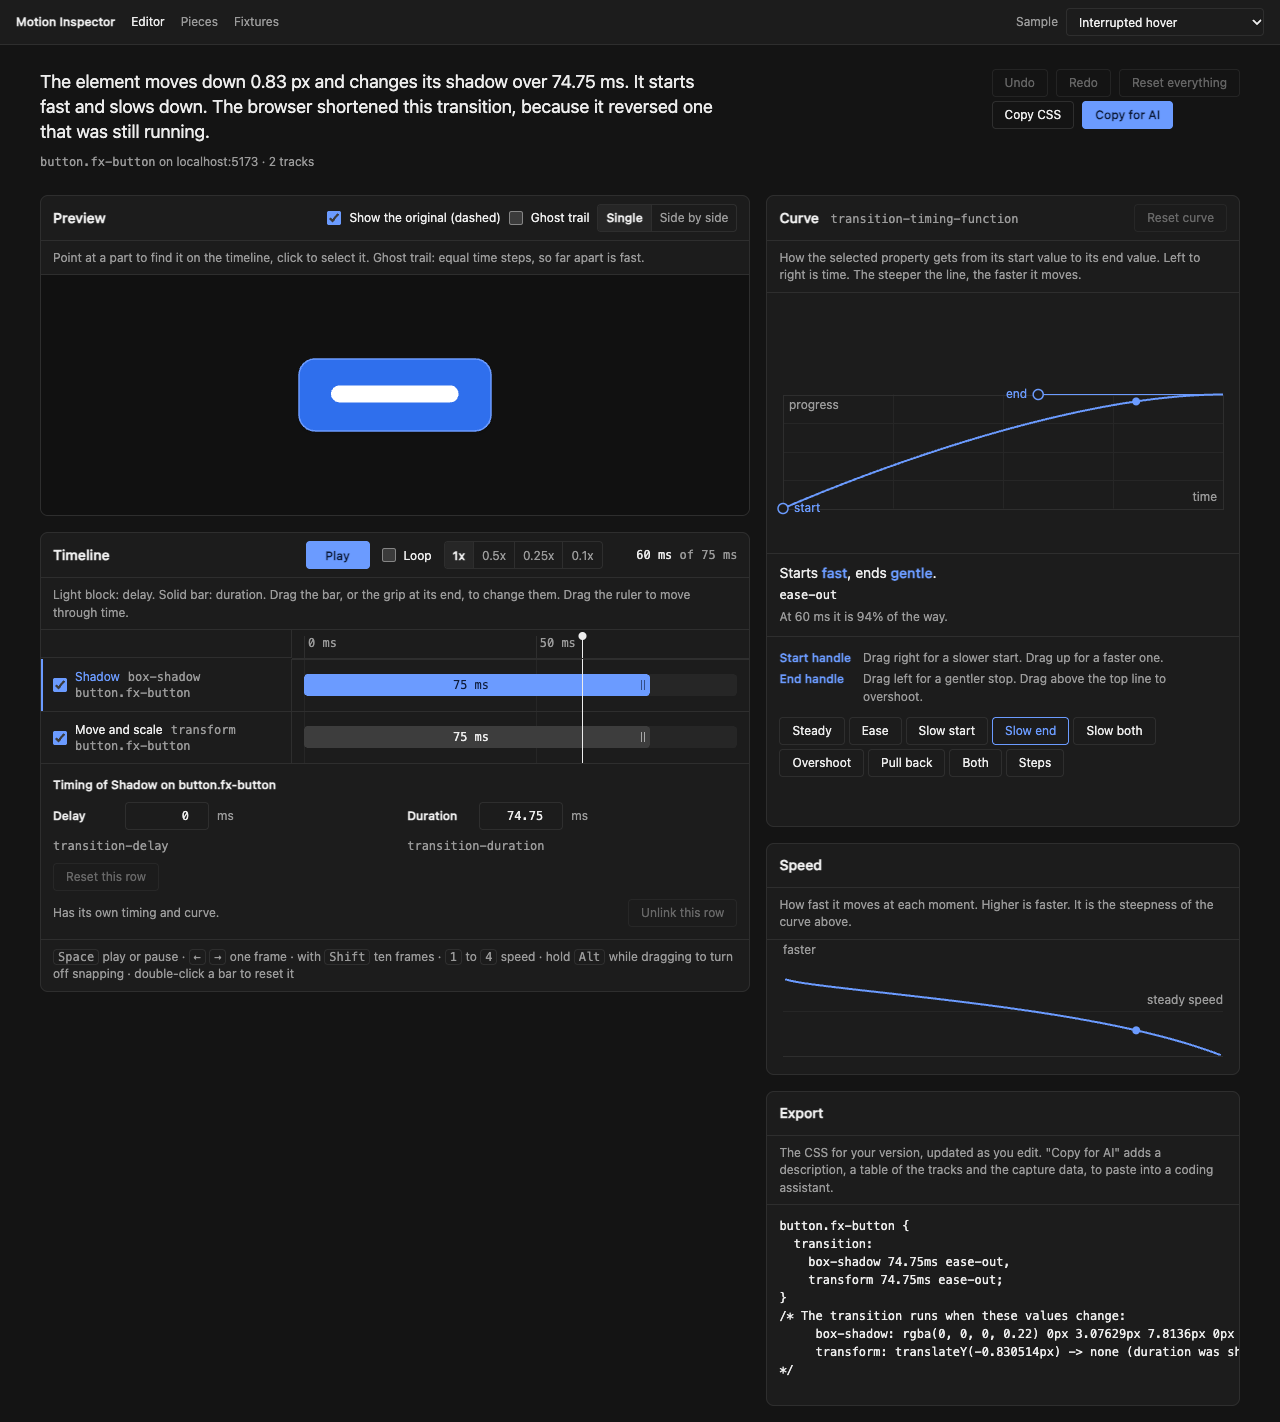 Motion Inspector Editor Pieces Fixtures Sample Interrupted hover
The element moves down 0.83 px and changes its shadow over 74.75 ms. It starts
fast and slows down. The browser shortened this transition, because it reversed one
that was still running.
button.fx-button on localhost:5173 · 2 tracks
Undo Redo Reset everything
Copy CSS Copy for AI
Preview Show the original (dashed) Ghost trail Single Side by side
Point at a part to find it on the timeline, click to select it. Ghost trail: equal time steps, so far apart is fast.
Timeline Play Loop 1x 0.5x 0.25x 0.1x 60 ms of 75 ms
Light block: delay. Solid bar: duration. Drag the bar, or the grip at its end, to change them. Drag the ruler to move
through time.
0 ms 50 ms
Shadow box-shadow
button.fx-button
75 ms
Move and scale transform
button.fx-button
75 ms
Timing of Shadow on button.fx-button
Delay 0 ms Duration 74.75 ms
transition-delay transition-duration
Reset this row
Has its own timing and curve. Unlink this row
Space play or pause · ← → one frame · with Shift ten frames · 1 to 4 speed · hold Alt while dragging to turn
off snapping · double-click a bar to reset it
Curve transition-timing-function Reset curve
How the selected property gets from its start value to its end value. Left to
right is time. The steeper the line, the faster it moves.
end
progress
time
start
Starts fast, ends gentle.
ease-out
At 60 ms it is 94% of the way.
Start handle Drag right for a slower start. Drag up for a faster one.
End handle Drag left for a gentler stop. Drag above the top line to
overshoot.
Steady Ease Slow start Slow end Slow both
Overshoot Pull back Both Steps
Speed
How fast it moves at each moment. Higher is faster. It is the steepness of the
curve above.
faster
steady speed
Export
The CSS for your version, updated as you edit. "Copy for AI" adds a
description, a table of the tracks and the capture data, to paste into a coding
assistant.
button.fx-button {
transition:
box-shadow 74.75ms ease-out,
transform 74.75ms ease-out;
}
/* The transition runs when these values change:
box-shadow: rgba(0, 0, 0, 0.22) 0px 3.07629px 7.8136px 0px
transform: translateY(-0.830514px) -> none (duration was sh
*/